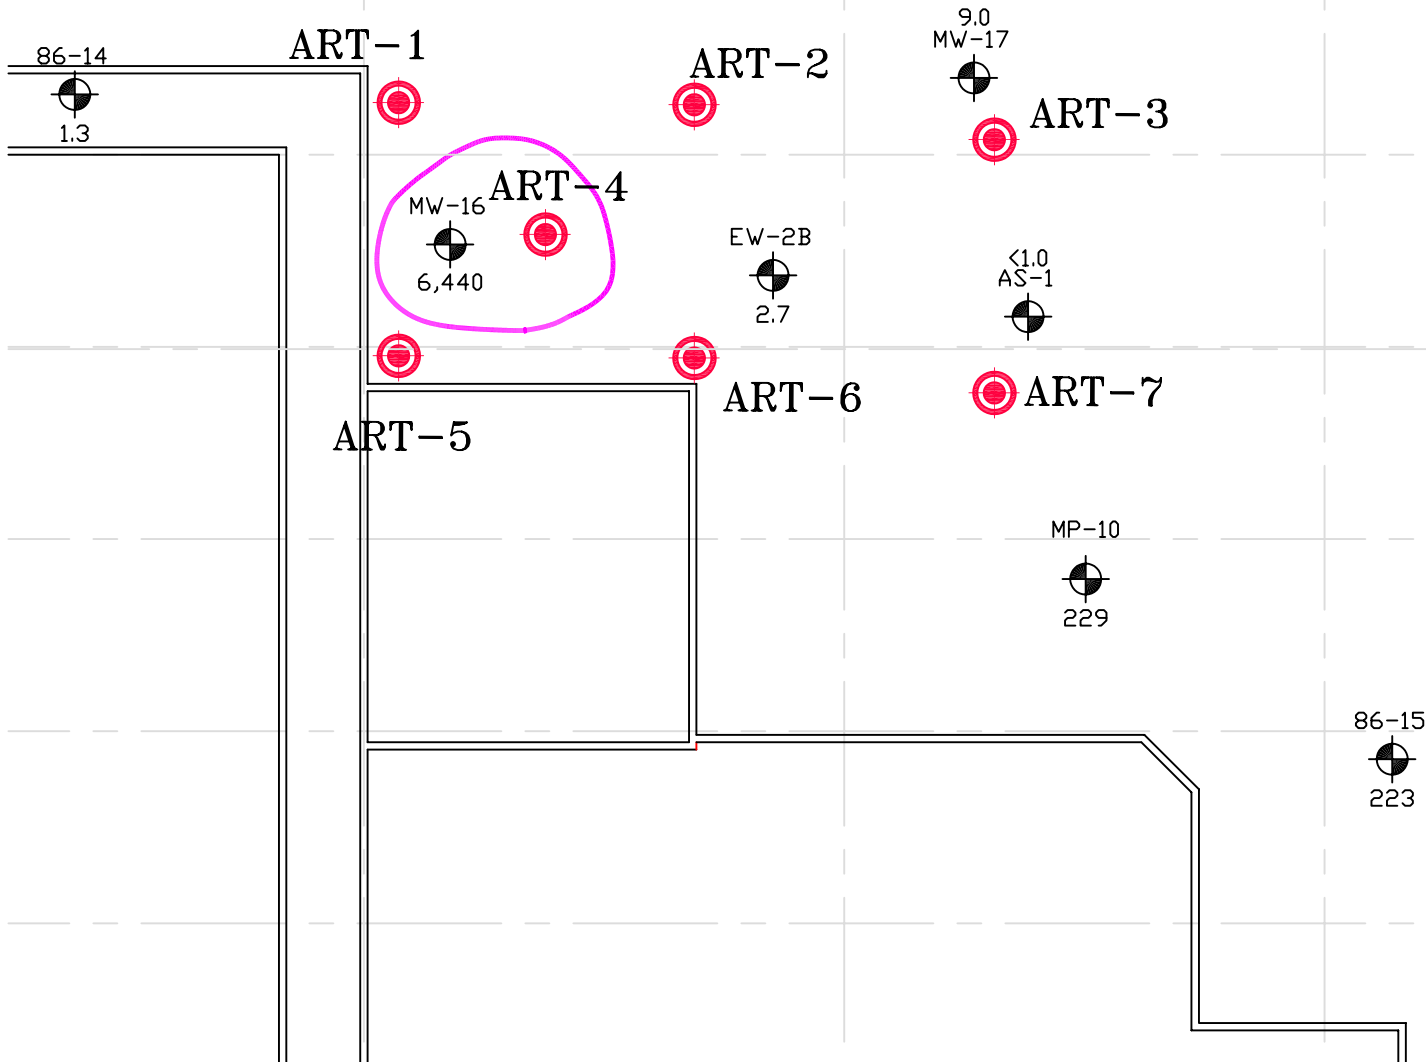 9.0
MW-17
86-14
1.3
ART-1
ART-2
ART-3
ART-4
MW-16
6,440
EW-2B
2.7
<1.0
AS-1
ART-5
ART-6
ART-7
MP-10
229
86-15
223